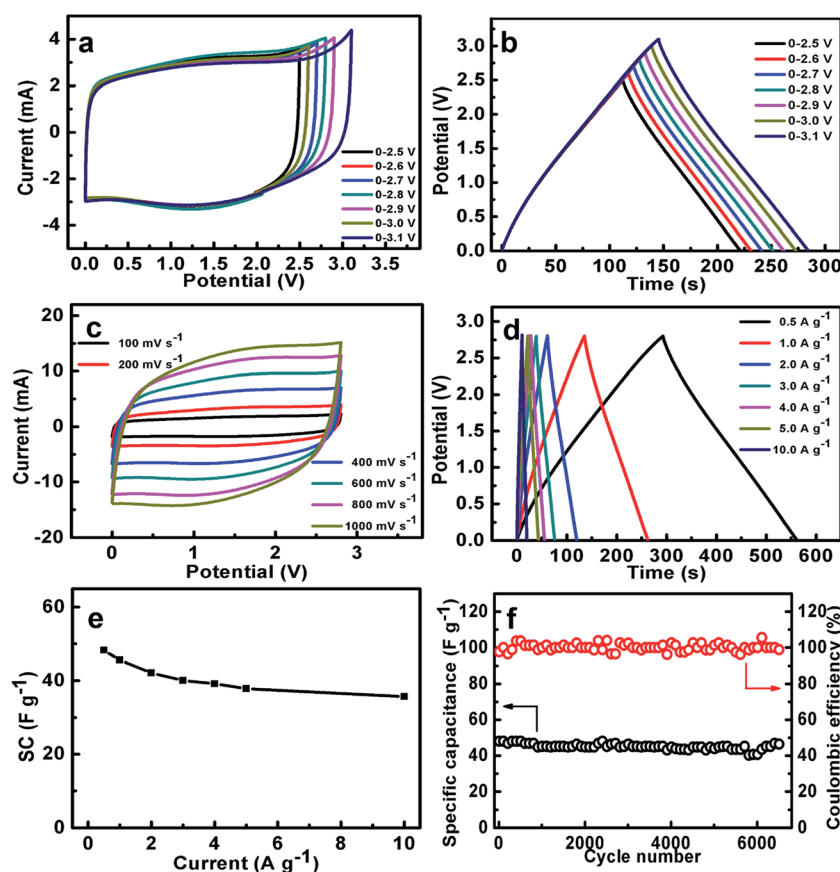 a
Current (mA)
4
2
0
-2
-4
0-2.5 V
0-2.6 V
0-2.7 V
0-2.8 V
0-2.9 V
0-3.0 V
0-3.1 V
0.0 0.5 1.0 1.5 2.0 2.5 3.0 3.5
Potential (V)
b
Potential (V)
3.0
2.5
2.0
1.5
1.0
0.5
0.0
0-2.5 V
0-2.6 V
0-2.7 V
0-2.8 V
0-2.9 V
0-3.0 V
0-3.1 V
0 50 100 150 200 250 300
Time (s)
c
Current (mA)
20
10
0
-10
-20
100 mV s-1
200 mV s-1
400 mV s-1
600 mV s-1
800 mV s-1
1000 mV s-1
0 1 2 3
Potential (V)
d
Potential (V)
3.0
2.5
2.0
1.5
1.0
0.5
0.0
0.5 A g-1
1.0 A g-1
2.0 A g-1
3.0 A g-1
4.0 A g-1
5.0 A g-1
10.0 A g-1
0 100 200 300 400 500 600
Time (s)
e
SC (F g-1)
60
40
20
0
0 2 4 6 8 10
Current (A g-1)
f
Specific capacitance (F g-1)
120
100
80
60
40
20
0
0 2000 4000 6000
Cycle number
120
100
80
60
40
20
0
Coulombic efficiency (%)